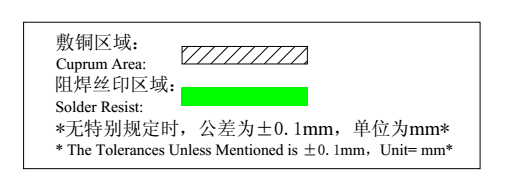 敷铜区域:
Cuprum Area:
阻焊丝印区域:
Solder Resist:
*无特别规定时，公差为±0.1mm，单位为mm*
* The Tolerances Unless Mentioned is ±0.1mm，Unit= mm*